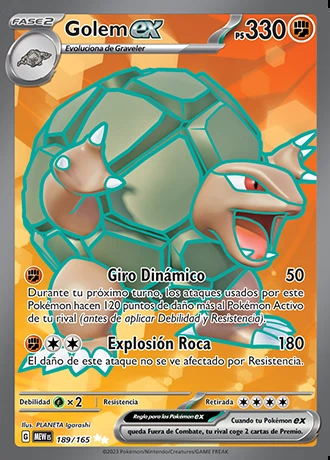 FASE 2
Golem ex
PS 330
Evoluciona de Graveler
Giro Dinámico 50
Durante tu próximo turno, los ataques usados por este
Pokémon hacen 120 puntos de daño más al Pokémon Activo
de tu rival (antes de aplicar Debilidad y Resistencia).
Explosión Roca 180
El daño de este ataque no se ve afectado por Resistencia.
Debilidad × 2 Resistencia Retirada
Ilus. PLANETA Igarashi
G MEW ES 189/165
Regla para los Pokémon ex
Cuando tu Pokémon ex
queda Fuera de Combate, tu rival coge 2 cartas de Premio.
©2023 Pokémon/Nintendo/Creatures/GAME FREAK